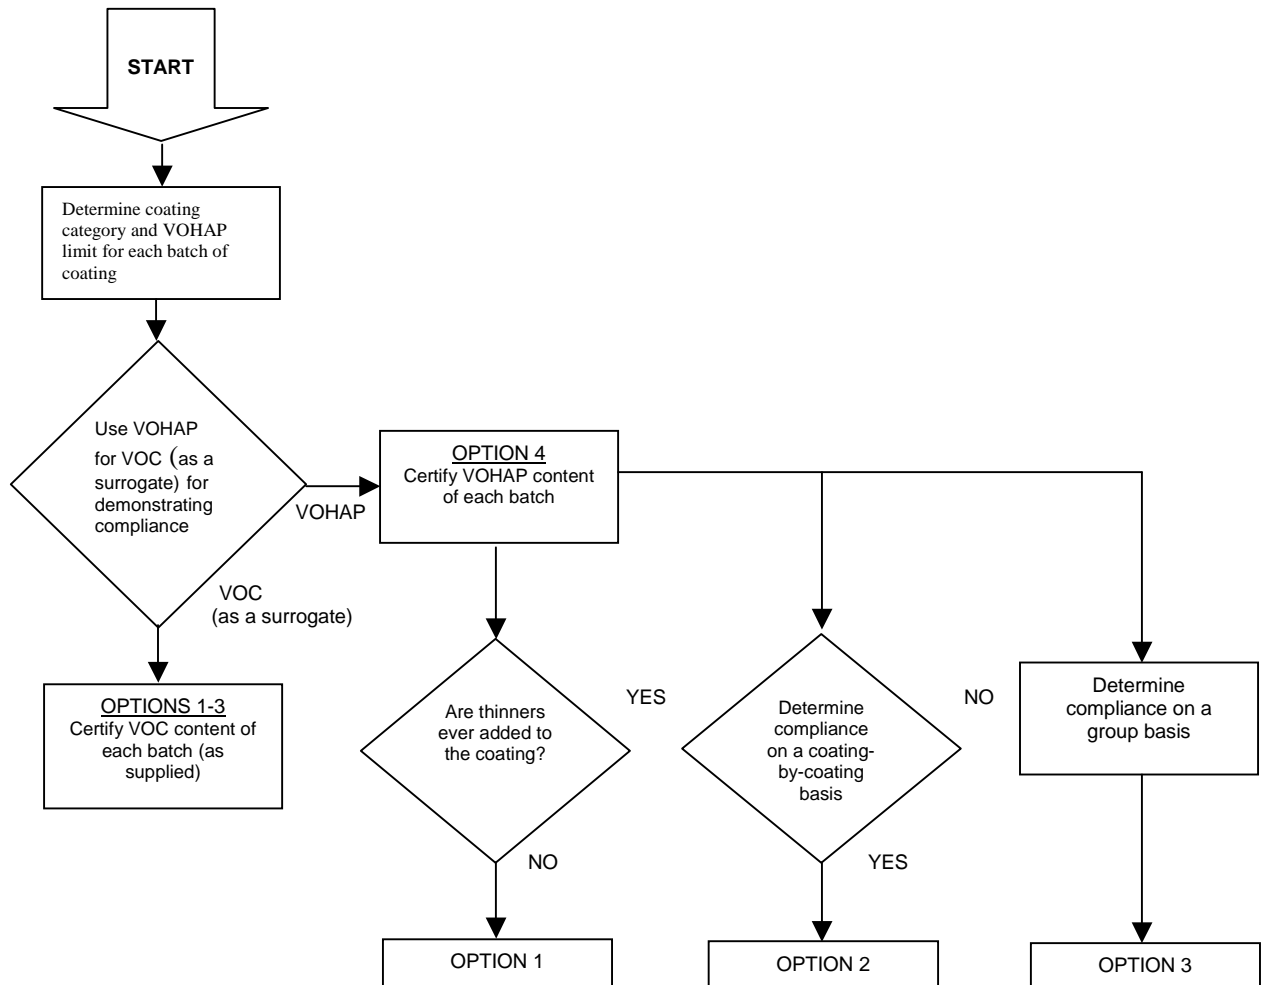 START
Determine coating
category and VOHAP
limit for each batch of
coating
Use VOHAP
for VOC (as a
surrogate) for
demonstrating
compliance
VOHAP
VOC
(as a surrogate)
OPTION 4
Certify VOHAP content
of each batch
OPTIONS 1-3
Certify VOC content of
each batch (as
supplied)
Are thinners
ever added to
the coating?
YES
NO
Determine
compliance
on a coating-
by-coating
basis
NO
YES
Determine
compliance on a
group basis
OPTION 1
OPTION 2
OPTION 3